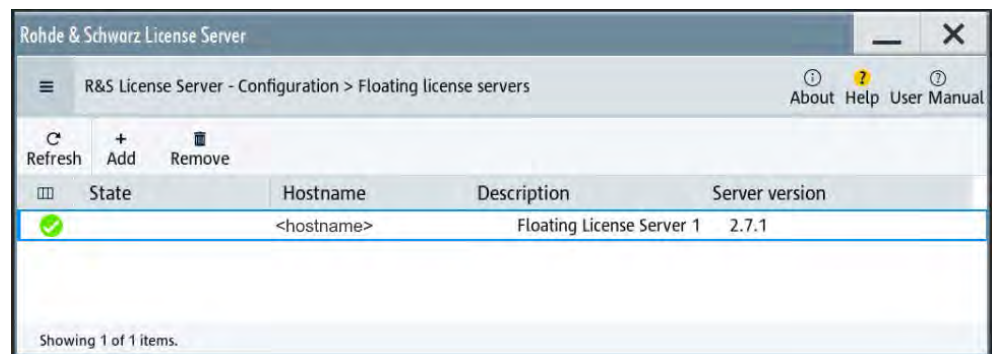 Rohde & Schwarz License Server
R&S License Server - Configuration > Floating license servers
About Help User Manual
Refresh Add Remove
State Hostname Description Server version
<hostname> Floating License Server 1 2.7.1
Showing 1 of 1 items.